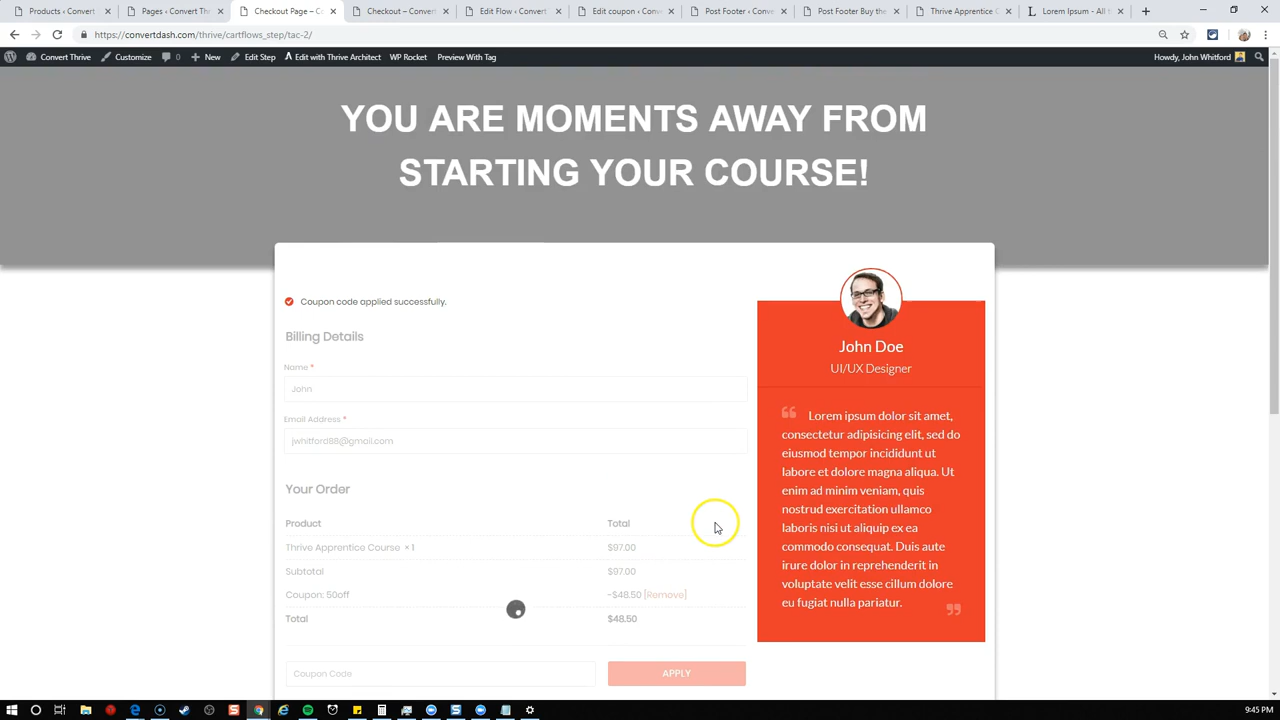 Products ‹ Convert
Pages ‹ Convert Thr
Checkout Page – Co
Checkout – Convert
Edit Flow ‹ Convert
Edit coupon ‹ Conv
Post Footer ‹ Conve
Post Footer Buy the
Thrive Apprentice C
Lorem Ipsum - All t
https://convertdash.com/thrive/cartflows_step/tac-2/
Convert Thrive
Customize
0
New
Edit Step
Edit with Thrive Architect
WP Rocket
Preview With Tag
Howdy, John Whitford
YOU ARE MOMENTS AWAY FROM
STARTING YOUR COURSE!
Coupon code applied successfully.
Billing Details
Name *
John
Email Address *
jwhitford88@gmail.com
Your Order
Product Total
Thrive Apprentice Course × 1 $97.00
Subtotal $97.00
Coupon: 50off -$48.50 [Remove]
Total $48.50
Coupon Code APPLY
John Doe
UI/UX Designer
Lorem ipsum dolor sit amet,
consectetur adipisicing elit, sed do
eiusmod tempor incididunt ut
labore et dolore magna aliqua. Ut
enim ad minim veniam, quis
nostrud exercitation ullamco
laboris nisi ut aliquip ex ea
commodo consequat. Duis aute
irure dolor in reprehenderit in
voluptate velit esse cillum dolore
eu fugiat nulla pariatur.
9:45 PM